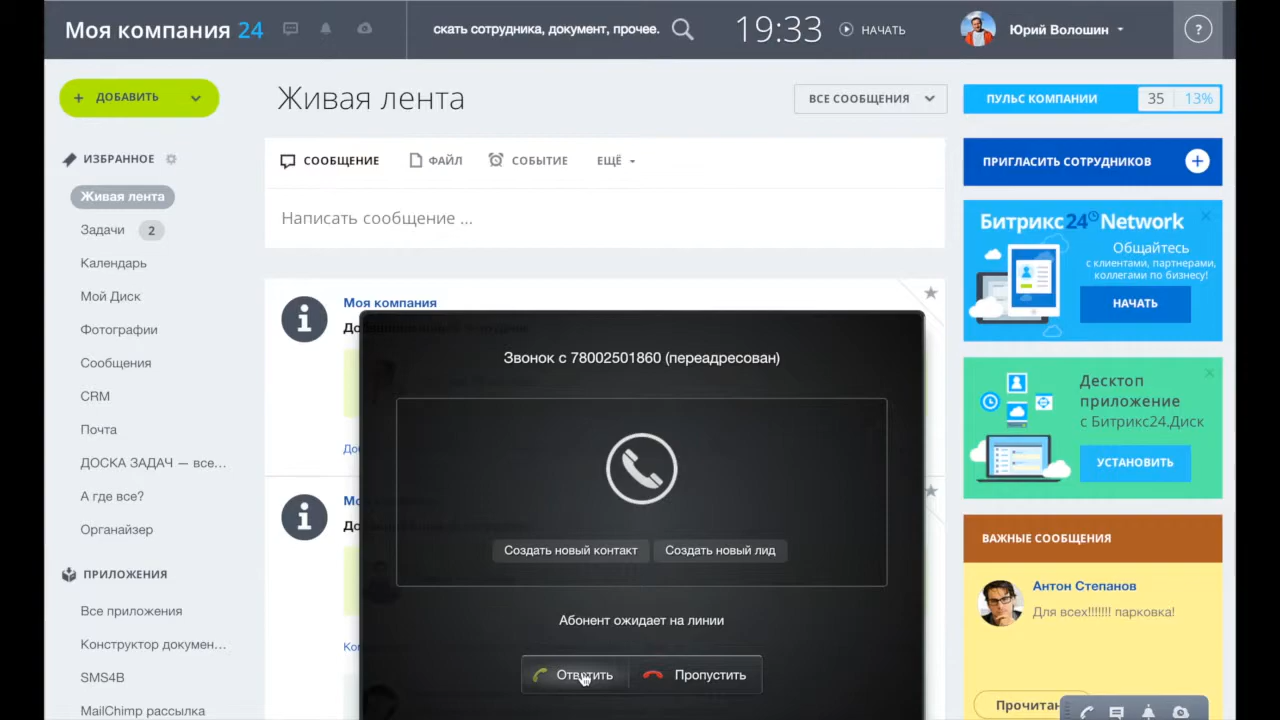 Моя компания 24
скать сотрудника, документ, прочее.
19:33
НАЧАТЬ
Юрий Волошин
?
+ ДОБАВИТЬ
Живая лента
ВСЕ СООБЩЕНИЯ
ПУЛЬС КОМПАНИИ
35
13%
ИЗБРАННОЕ
Живая лента
Задачи 2
Календарь
Мой Диск
Фотографии
Сообщения
CRM
Почта
ДОСКА ЗАДАЧ — все...
А где все?
Органайзер
ПРИЛОЖЕНИЯ
Все приложения
Конструктор докумен...
SMS4B
MailChimp рассылка
СООБЩЕНИЕ
ФАЙЛ
СОБЫТИЕ
ЕЩЁ
Написать сообщение ...
Моя компания
Звонок с 78002501860 (переадресован)
Создать новый контакт
Создать новый лид
Абонент ожидает на линии
Ответить
Пропустить
ПРИГЛАСИТЬ СОТРУДНИКОВ
Битрикс24 Network
Общайтесь
с клиентами, партнерами,
коллегами по бизнесу!
НАЧАТЬ
Десктоп
приложение
с Битрикс24.Диск
УСТАНОВИТЬ
ВАЖНЫЕ СООБЩЕНИЯ
Антон Степанов
Для всех!!!!!!! парковка!
Прочитан